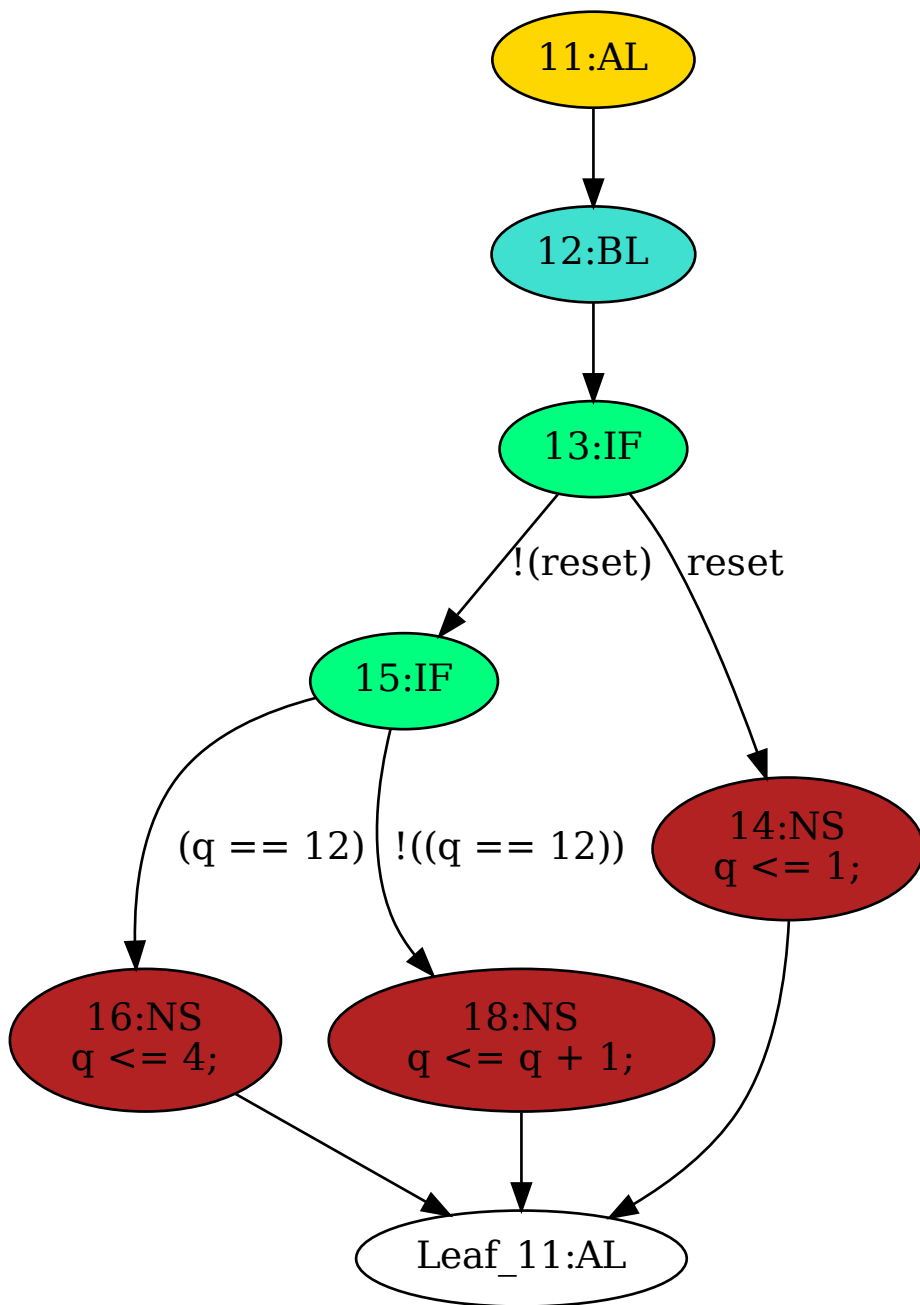 11:AL
12:BL
13:IF
!(reset)
reset
15:IF
(q == 12)
!((q == 12))
14:NS
q <= 1;
16:NS
q <= 4;
18:NS
q <= q + 1;
Leaf_11:AL